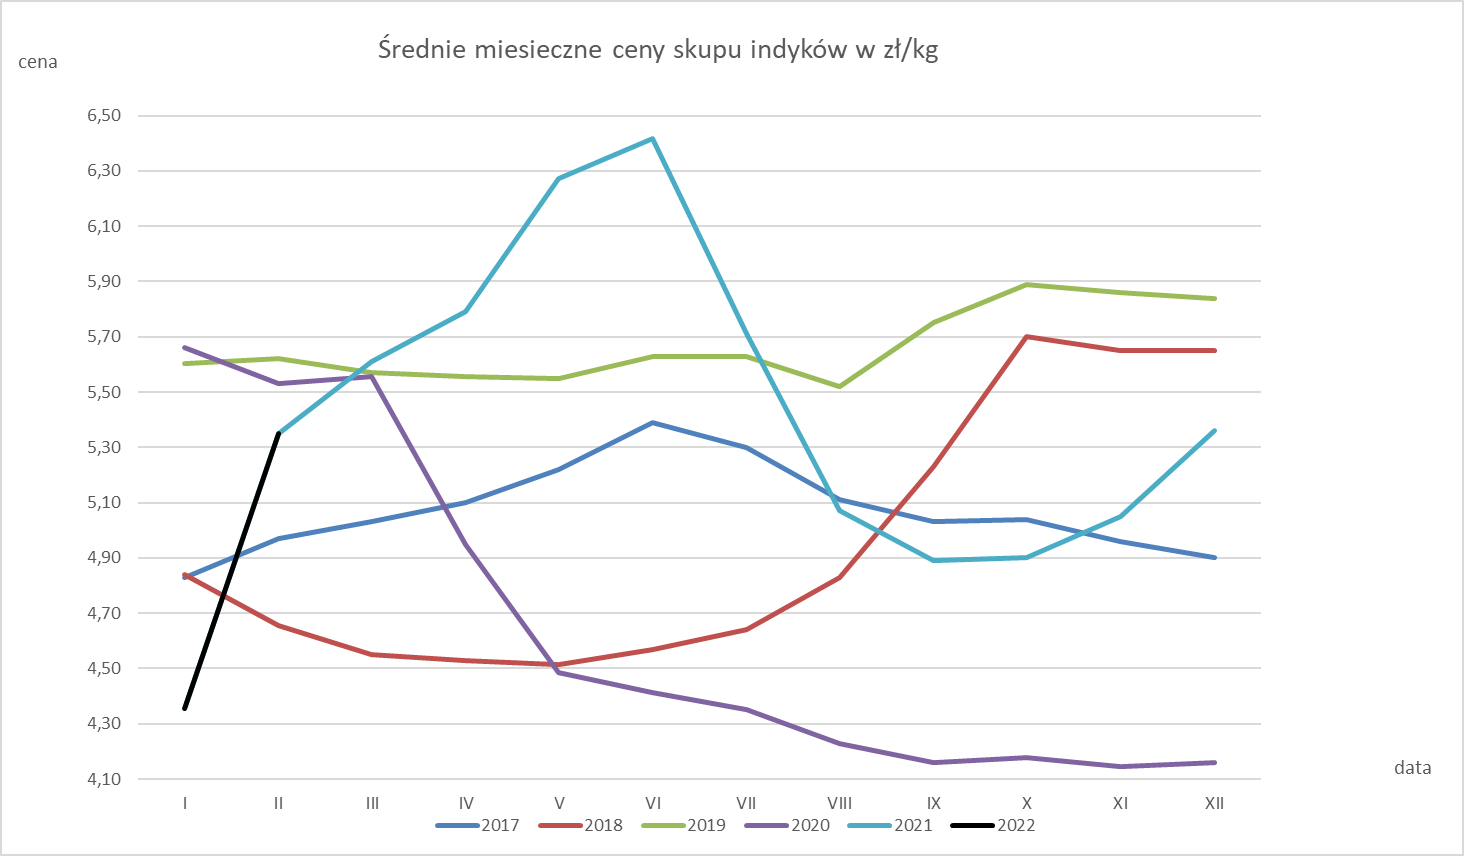 Średnie miesieczne ceny skupu indyków w zł/kg
cena
6,50
6,30
6,10
5,90
5,70
5,50
5,30
5,10
4,90
4,70
4,50
4,30
4,10
data
I II III IV V VI VII VIII IX X XI XII
2017 2018 2019 2020 2021 2022